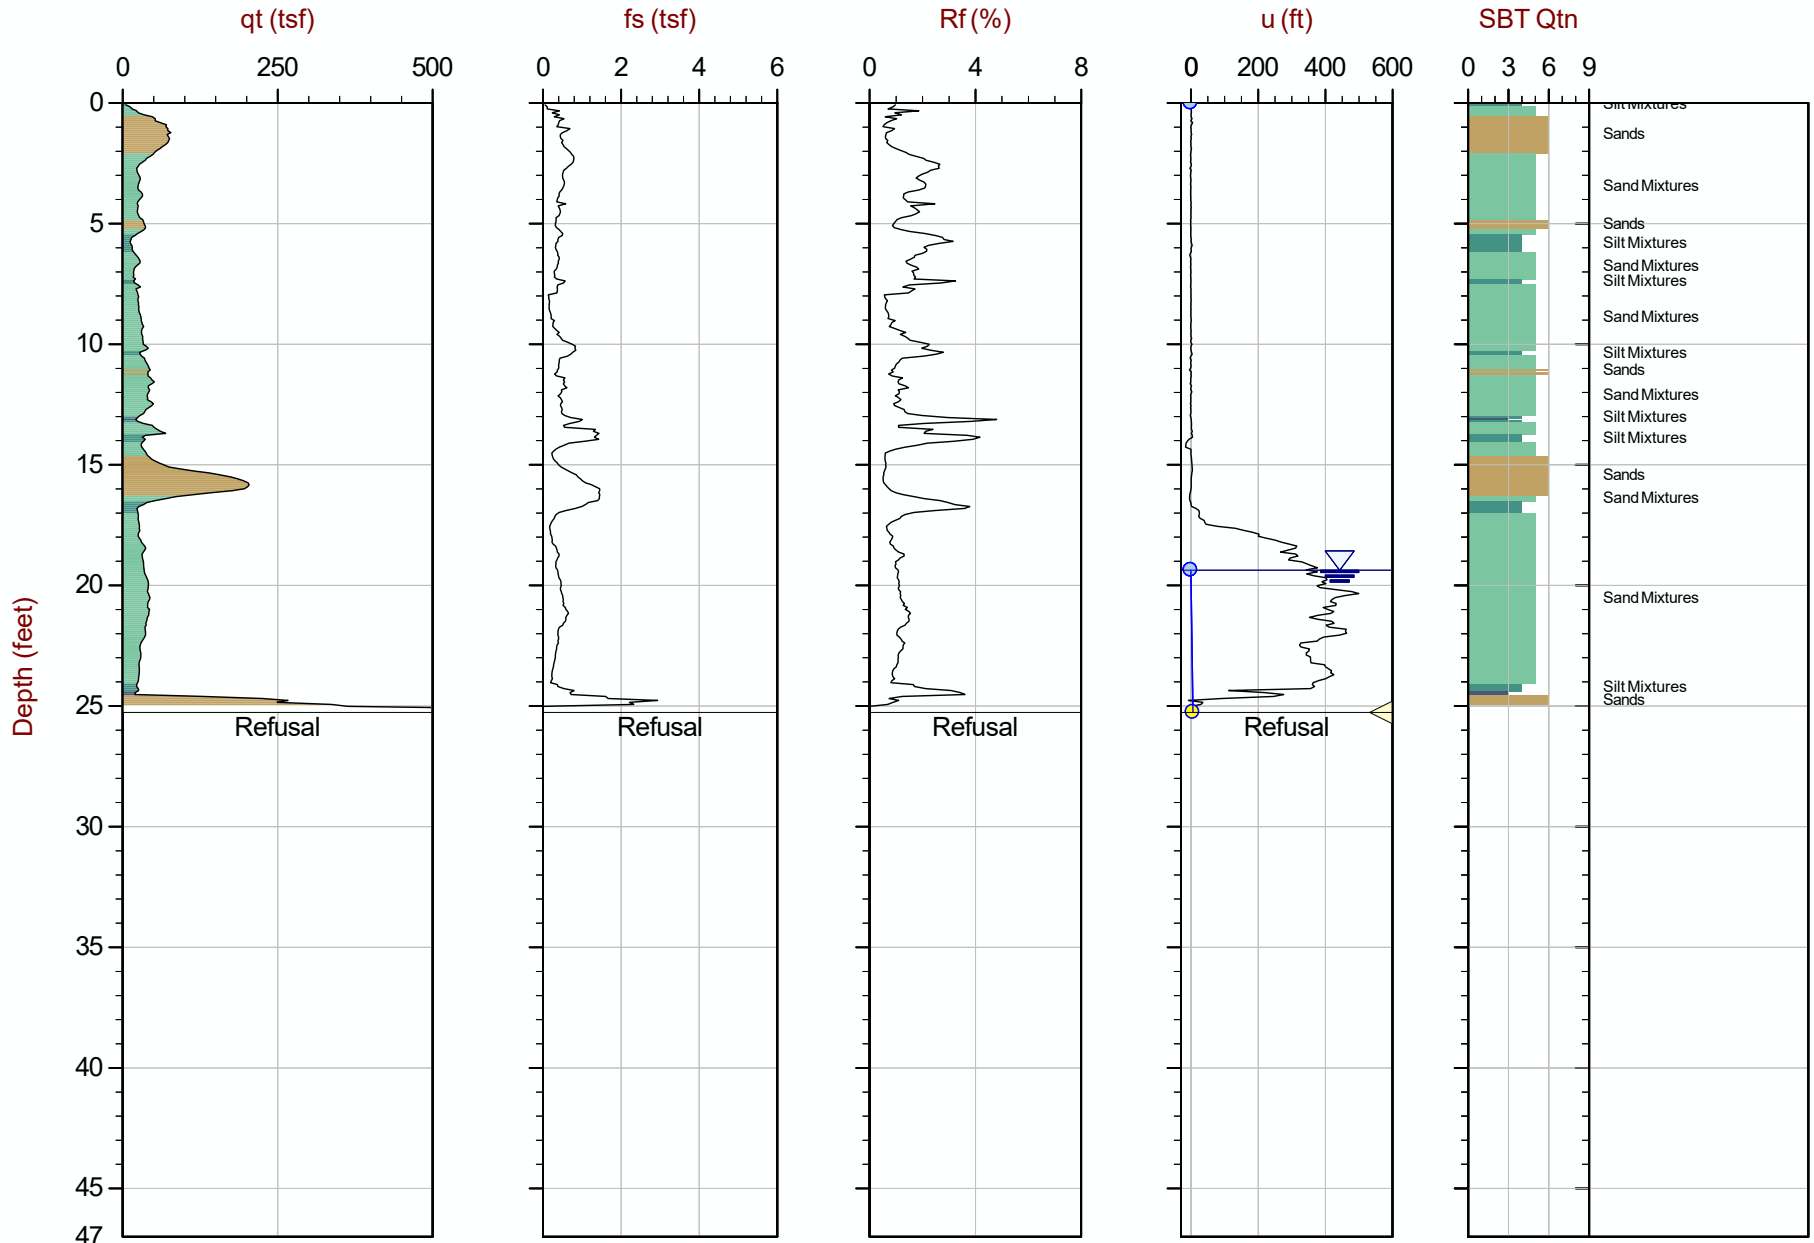 qt (tsf) fs (tsf) Rf (%) u (ft) SBT Qtn
0 250 500 0 2 4 6 0 4 8 0 200 400 600 0 3 6 9
0
Silt Mixtures
Sands
Sand Mixtures
5
Sands
Silt Mixtures
Sand Mixtures
Silt Mixtures
Sand Mixtures
10
Silt Mixtures
Sands
Sand Mixtures
Silt Mixtures
Silt Mixtures
15
Sands
Sand Mixtures
20
Sand Mixtures
Depth (feet)
Silt Mixtures
Sands
25
Refusal Refusal Refusal Refusal
30
35
40
45
47